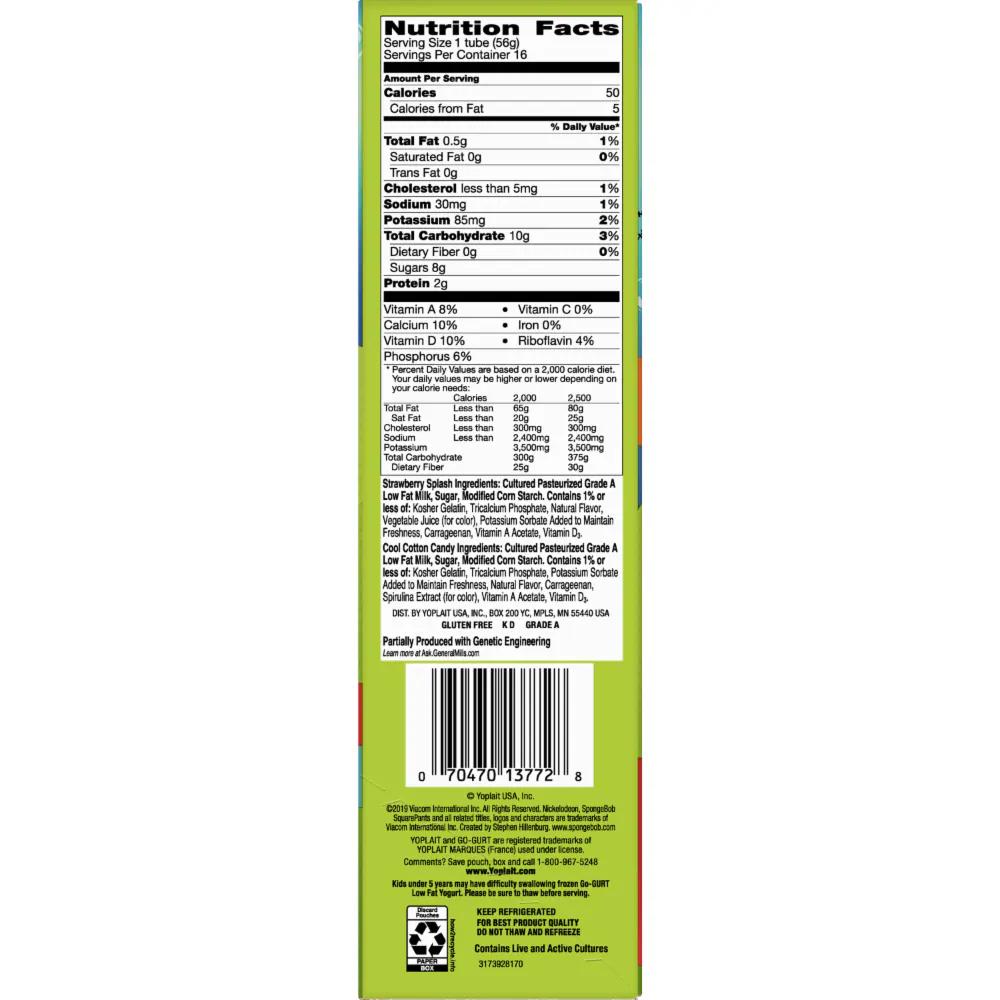 Nutrition Facts
Serving Size 1 tube (56g)
Servings Per Container 16
Amount Per Serving
Calories 50
Calories from Fat 5
% Daily Value*
Total Fat 0.5g 1%
Saturated Fat 0g 0%
Trans Fat 0g
Cholesterol less than 5mg 1%
Sodium 30mg 1%
Potassium 85mg 2%
Total Carbohydrate 10g 3%
Dietary Fiber 0g 0%
Sugars 8g
Protein 2g
Vitamin A 8% • Vitamin C 0%
Calcium 10% • Iron 0%
Vitamin D 10% • Riboflavin 4%
Phosphorus 6%
* Percent Daily Values are based on a 2,000 calorie diet.
Your daily values may be higher or lower depending on
your calorie needs:
Calories 2,000 2,500
Total Fat Less than 65g 80g
Sat Fat Less than 20g 25g
Cholesterol Less than 300mg 300mg
Sodium Less than 2,400mg 2,400mg
Potassium 3,500mg 3,500mg
Total Carbohydrate 300g 375g
Dietary Fiber 25g 30g
Strawberry Splash Ingredients: Cultured Pasteurized Grade A
Low Fat Milk, Sugar, Modified Corn Starch. Contains 1% or
less of: Kosher Gelatin, Tricalcium Phosphate, Natural Flavor,
Vegetable Juice (for color), Potassium Sorbate Added to Maintain
Freshness, Carrageenan, Vitamin A Acetate, Vitamin D₃.
Cool Cotton Candy Ingredients: Cultured Pasteurized Grade A
Low Fat Milk, Sugar, Modified Corn Starch. Contains 1% or
less of: Kosher Gelatin, Tricalcium Phosphate, Potassium Sorbate
Added to Maintain Freshness, Natural Flavor, Carrageenan,
Spirulina Extract (for color), Vitamin A Acetate, Vitamin D₃.
DIST. BY YOPLAIT USA, INC., BOX 200 YC, MPLS, MN 55440 USA
GLUTEN FREE K D GRADE A
Partially Produced with Genetic Engineering
Learn more at Ask.GeneralMills.com
0 70470 13772 8
© Yoplait USA, Inc.
©2019 Viacom International Inc. All Rights Reserved. Nickelodeon, SpongeBob
SquarePants and all related titles, logos and characters are trademarks of
Viacom International Inc. Created by Stephen Hillenburg. www.spongebob.com
YOPLAIT and GO-GURT are registered trademarks of
YOPLAIT MARQUES (France) used under license.
Comments? Save pouch, box and call 1-800-967-5248
www.Yoplait.com
Kids under 5 years may have difficulty swallowing frozen Go-GURT
Low Fat Yogurt. Please be sure to thaw before serving.
Discard
Pouches
PAPER
BOX
how2recycle.info
KEEP REFRIGERATED
FOR BEST PRODUCT QUALITY
DO NOT THAW AND REFREEZE
Contains Live and Active Cultures
3173928170